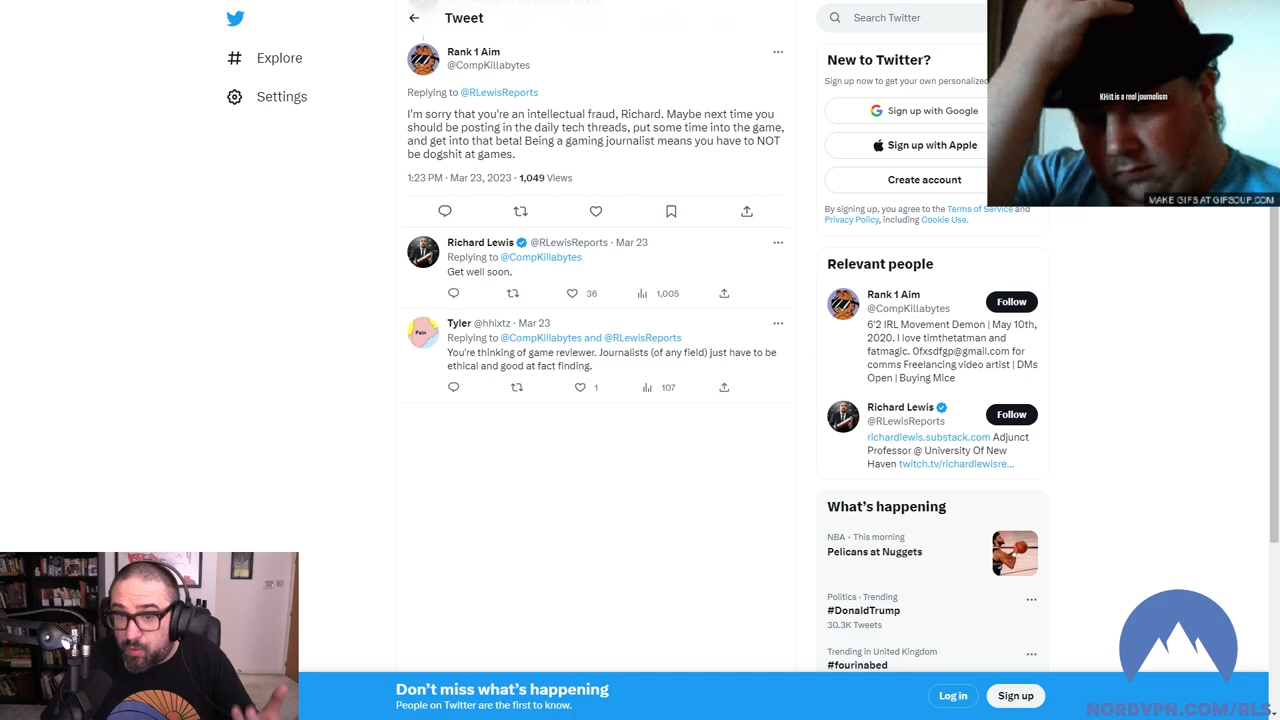 Tweet
Rank 1 Aim
@CompKillabytes
Replying to @RLewisReports
I'm sorry that you're an intellectual fraud, Richard. Maybe next time you
should be posting in the daily tech threads, put some time into the game,
and get into that beta! Being a gaming journalist means you have to NOT
be dogshit at games.
1:23 PM · Mar 23, 2023 · 1,049 Views
Richard Lewis @RLewisReports · Mar 23
Replying to @CompKillabytes
Get well soon.
36 1,005
Tyler @hhlxtz · Mar 23
Replying to @CompKillabytes and @RLewisReports
You're thinking of game reviewer. Journalists (of any field) just have to be
ethical and good at fact finding.
1 107
Explore
Settings
Search Twitter
New to Twitter?
Sign up now to get your own personalized
Sign up with Google
Sign up with Apple
Create account
By signing up, you agree to the Terms of Service and
Privacy Policy, including Cookie Use.
Relevant people
Rank 1 Aim
@CompKillabytes
Follow
6'2 IRL Movement Demon | May 10th,
2020. I love timthetatman and
fatmagic. 0fxsdfgp@gmail.com for
comms Freelancing video artist | DMs
Open | Buying Mice
Richard Lewis
@RLewisReports
Follow
richardlewis.substack.com Adjunct
Professor @ University Of New
Haven twitch.tv/richardlewisre…
What's happening
NBA · This morning
Pelicans at Nuggets
Politics · Trending
#DonaldTrump
30.3K Tweets
Trending in United Kingdom
#fourinabed
Don't miss what's happening
People on Twitter are the first to know.
Log in
Sign up
KHitt is a real journalism
MAKE GIFS AT GIFSOUP.COM
Pain
NORDVPN.COM/RLS.